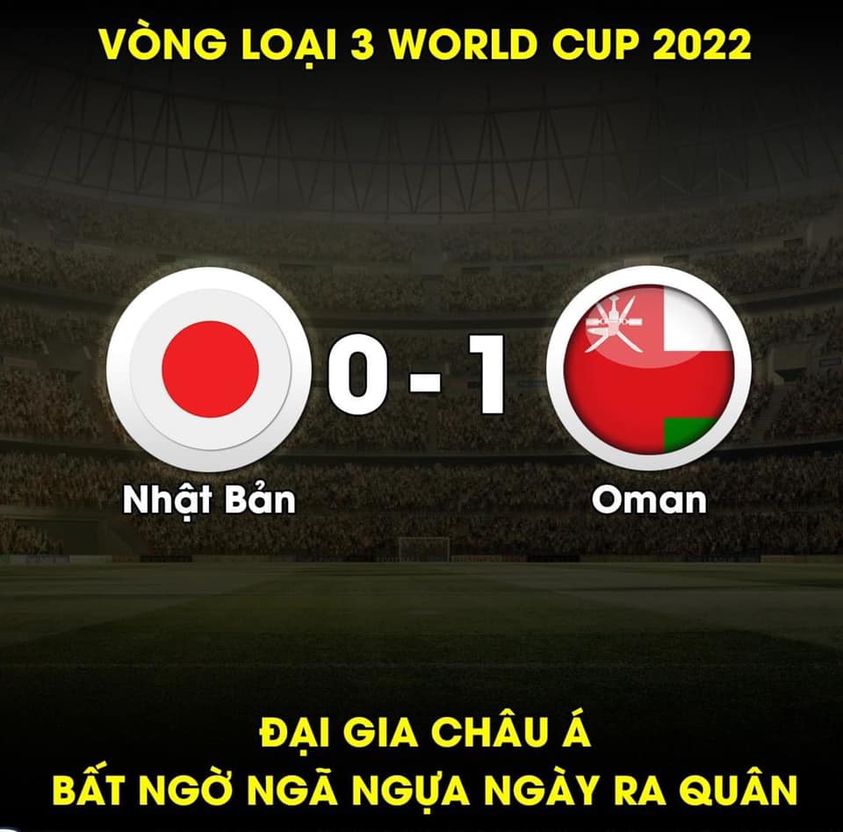 VÒNG LOẠI 3 WORLD CUP 2022
0 - 1
Nhật Bản
Oman
ĐẠI GIA CHÂU Á
BẤT NGỜ NGÃ NGỰA NGÀY RA QUÂN